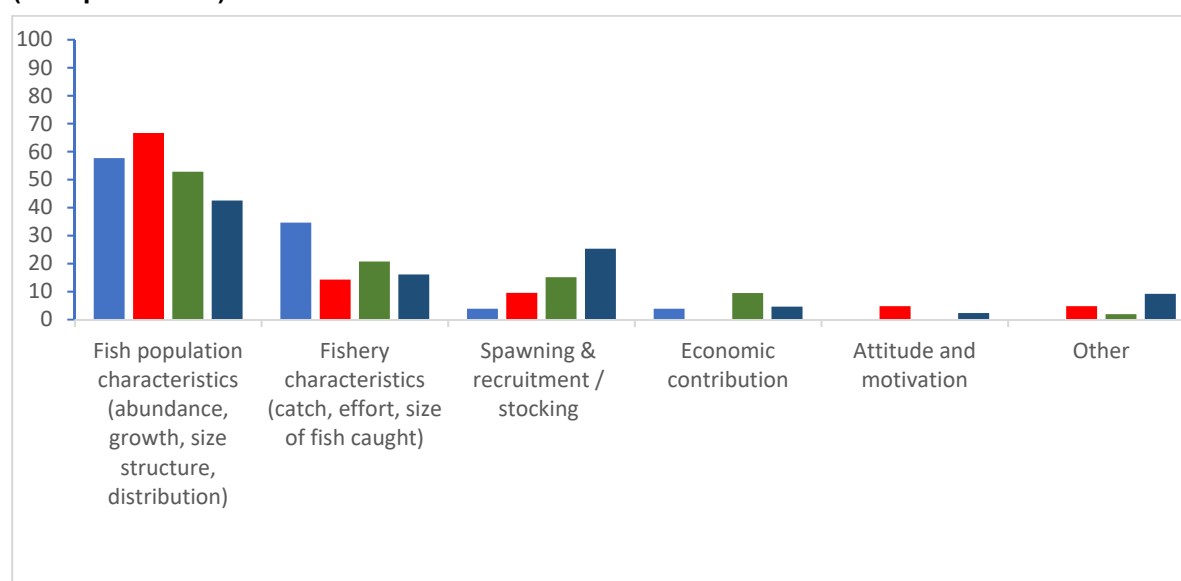 100
90
80
70
60
50
40
30
20
10
0
Fish population
characteristics
(abundance,
growth, size
structure,
distribution)
Fishery
characteristics
(catch, effort, size
of fish caught)
Spawning &
recruitment /
stocking
Economic
contribution
Attitude and
motivation
Other